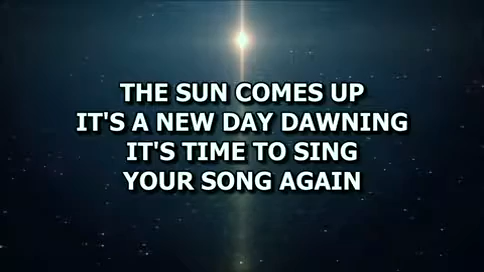 THE SUN COMES UP
IT'S A NEW DAY DAWNING
IT'S TIME TO SING
YOUR SONG AGAIN